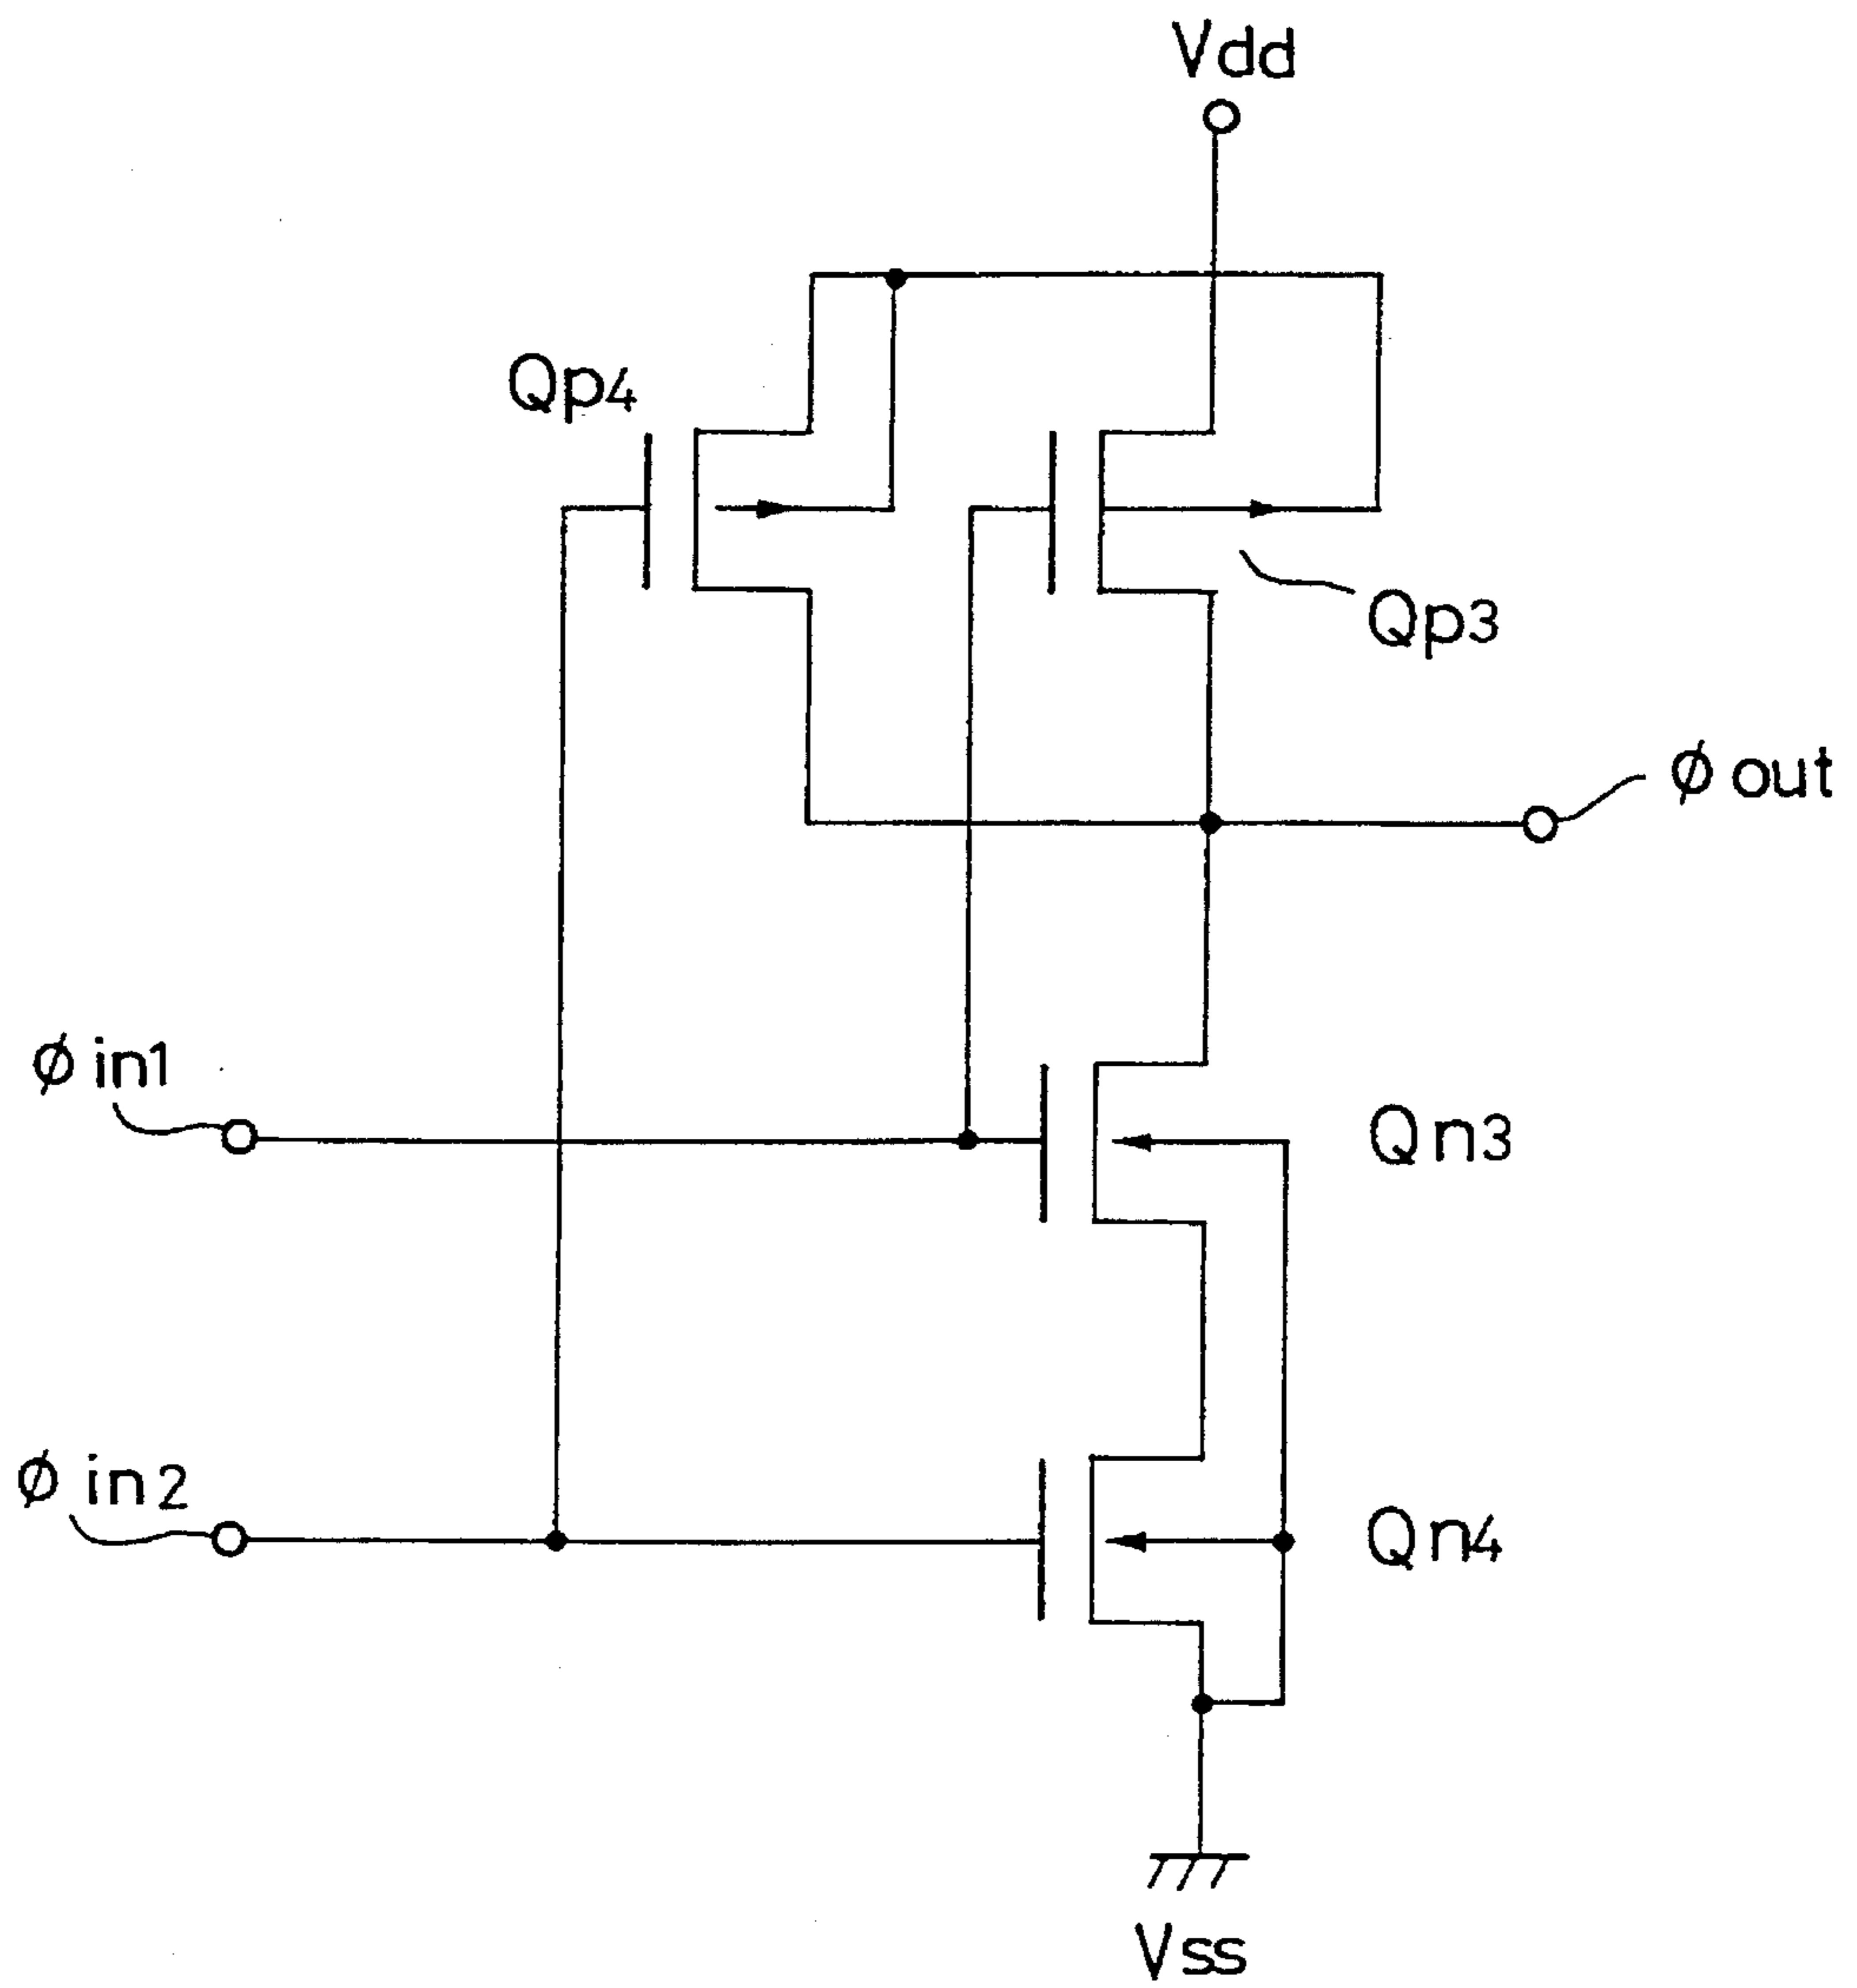 Vdd
Qp4
Qp3
ϕ out
ϕ in1
Qn3
ϕ in2
Qn4
Vss